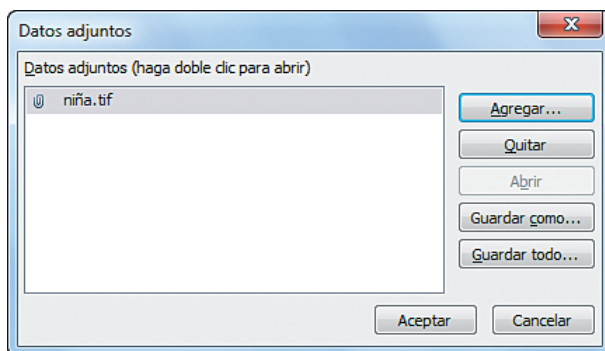 Datos adjuntos
Datos adjuntos (haga doble clic para abrir)
niña.tif
Agregar...
Quitar
Abrir
Guardar como...
Guardar todo...
Aceptar
Cancelar